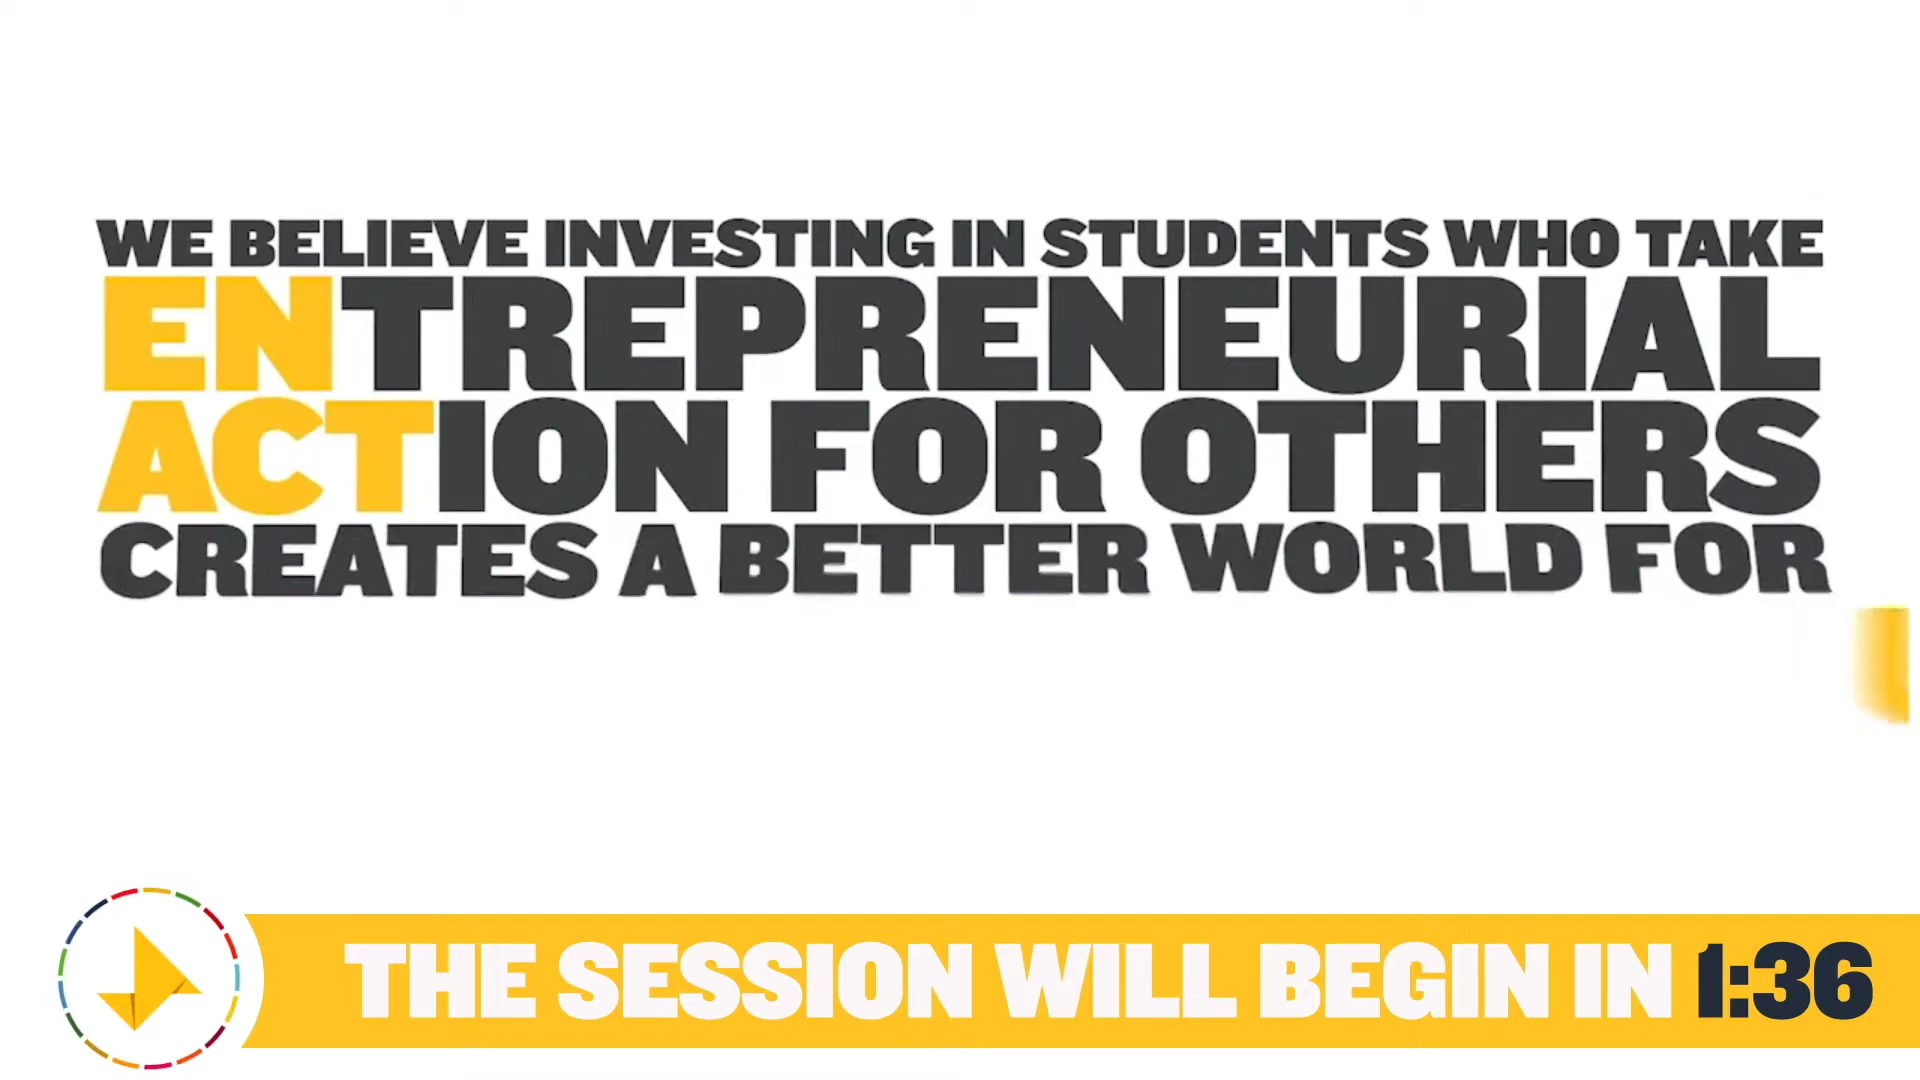 WE BELIEVE INVESTING IN STUDENTS WHO TAKE
ENTREPRENEURIAL
ACTION FOR OTHERS
CREATES A BETTER WORLD FOR
THE SESSION WILL BEGIN IN 1:36